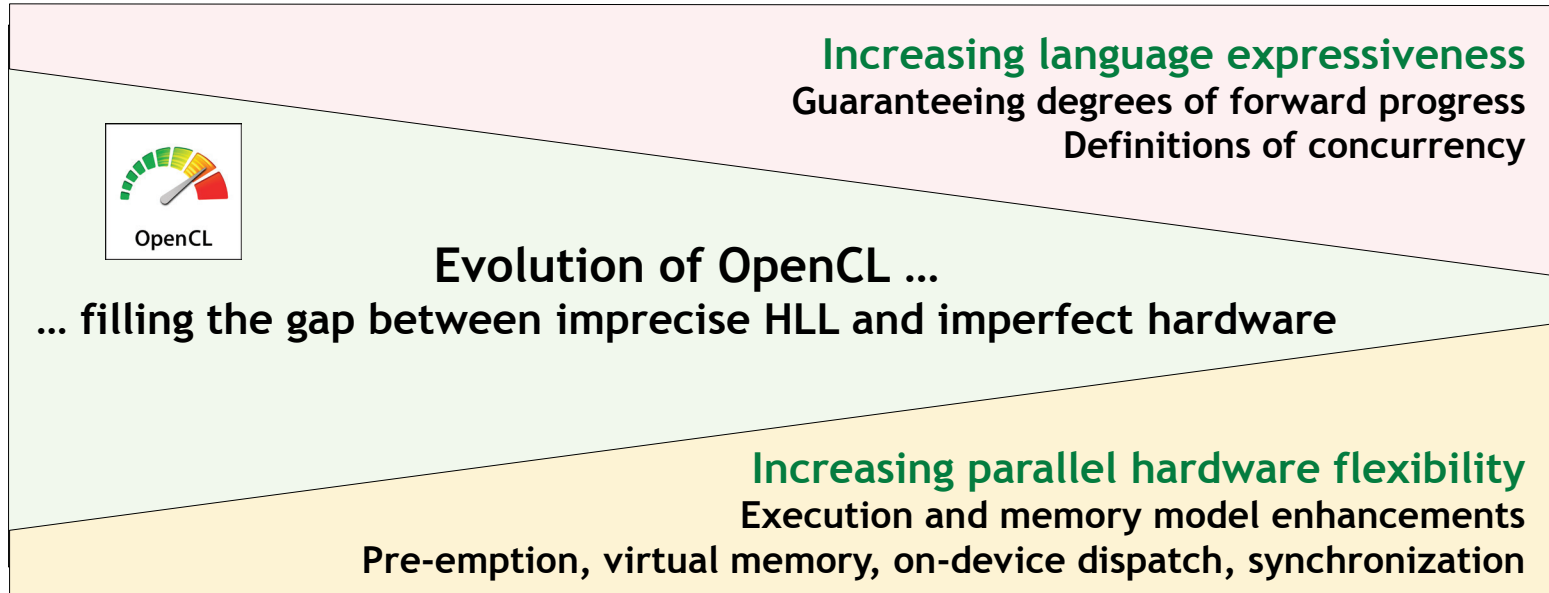 Increasing language expressiveness
Guaranteeing degrees of forward progress
Definitions of concurrency
OpenCL
Evolution of OpenCL …
… filling the gap between imprecise HLL and imperfect hardware
Increasing parallel hardware flexibility
Execution and memory model enhancements
Pre-emption, virtual memory, on-device dispatch, synchronization